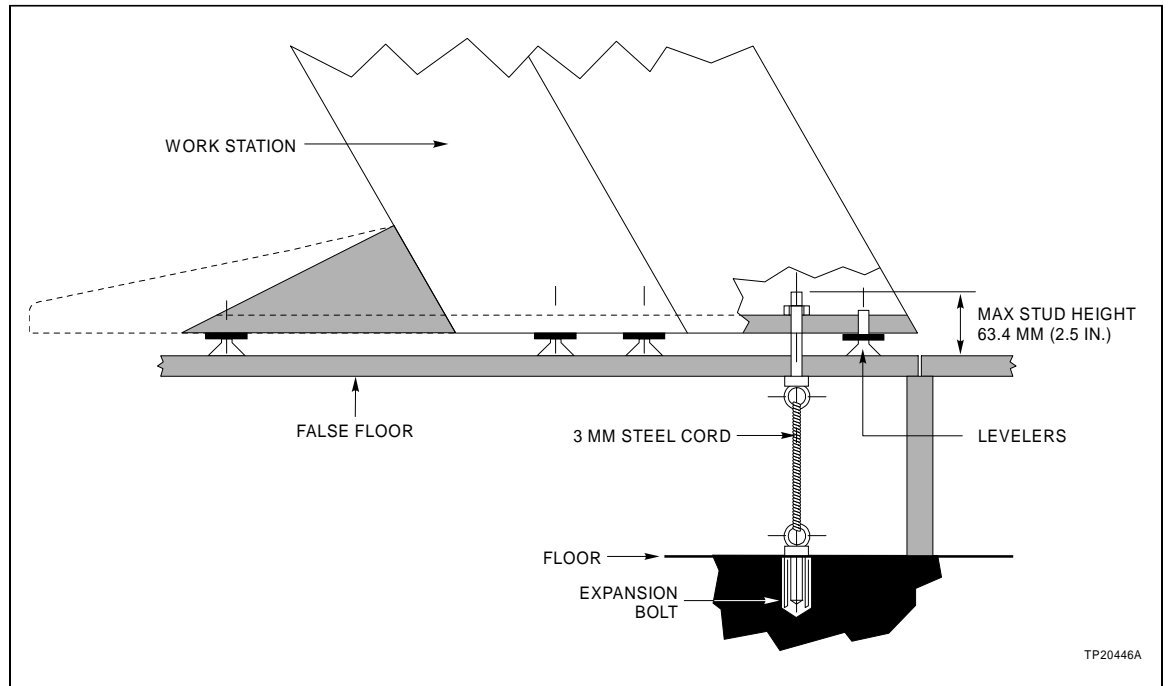 WORK STATION
MAX STUD HEIGHT
63.4 MM (2.5 IN.)
FALSE FLOOR
3 MM STEEL CORD
LEVELERS
FLOOR
EXPANSION
BOLT
TP20446A